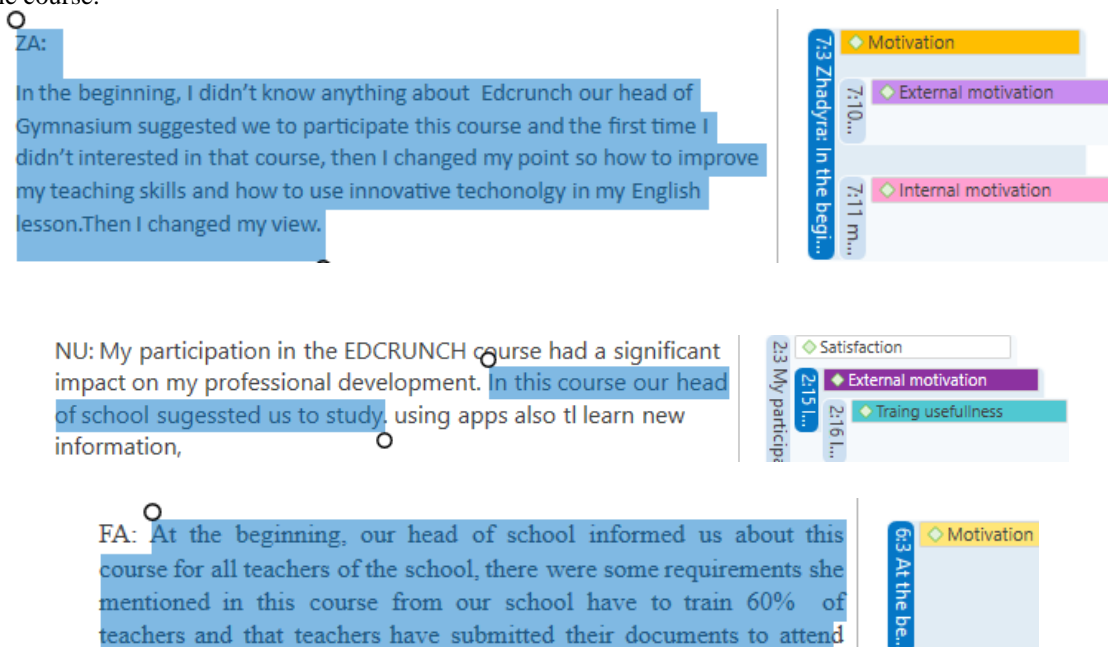 the course.
ZA:
In the beginning, I didn't know anything about Edcrunch our head of
Gymnasium suggested we to participate this course and the first time I
didn't interested in that course, then I changed my point so how to improve
my teaching skills and how to use innovative techonolgy in my English
lesson.Then I changed my view.
7:3 Zhadyra: In the begi...
Motivation
7:10...
External motivation
7:11 m...
Internal motivation
NU: My participation in the EDCRUNCH course had a significant
impact on my professional development. In this course our head
of school sugessted us to study. using apps also tl learn new
information,
2:3 My particip
Satisfaction
2:15 I...
External motivation
2:16 I...
Traing usefullness
FA: At the beginning, our head of school informed us about this
course for all teachers of the school, there were some requirements she
mentioned in this course from our school have to train 60% of
teachers and that teachers have submitted their documents to attend
6:3 At the be...
Motivation